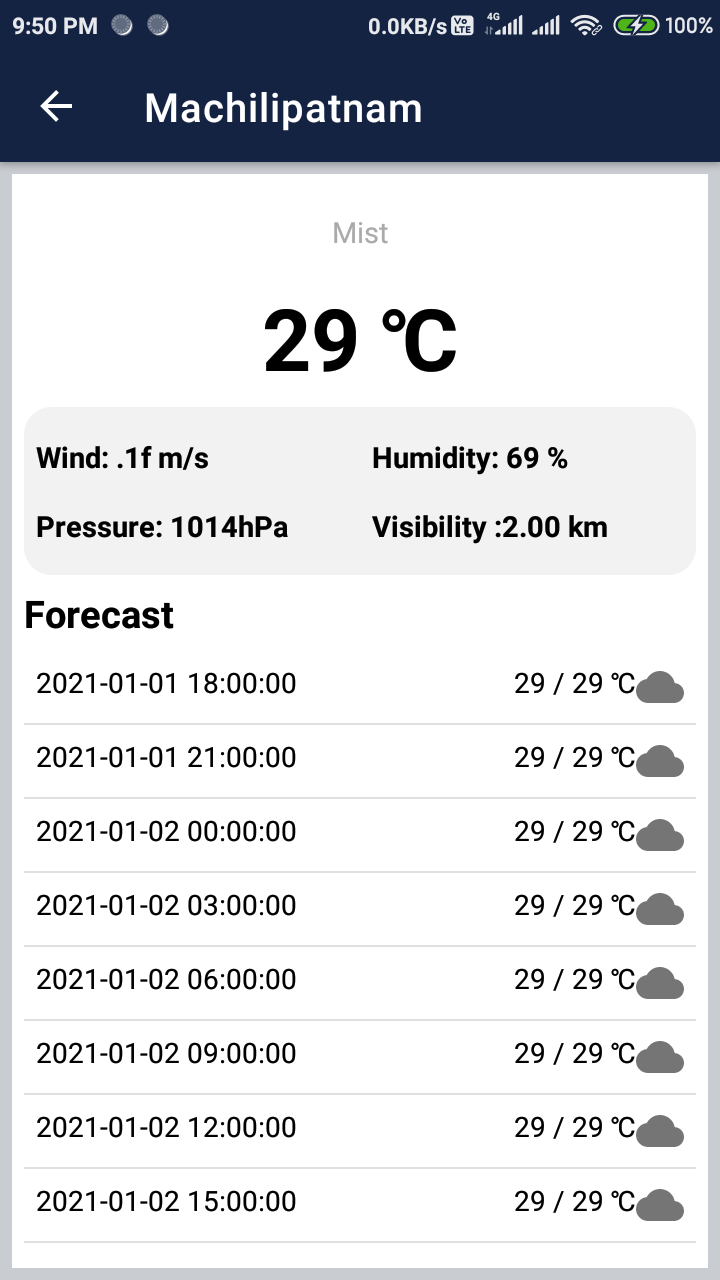 9:50 PM 0.0KB/s Vo LTE 4G 100%
Machilipatnam
Mist
29 ℃
Wind: .1f m/s Humidity: 69 %
Pressure: 1014hPa Visibility :2.00 km
Forecast
2021-01-01 18:00:00 29 / 29 ℃
2021-01-01 21:00:00 29 / 29 ℃
2021-01-02 00:00:00 29 / 29 ℃
2021-01-02 03:00:00 29 / 29 ℃
2021-01-02 06:00:00 29 / 29 ℃
2021-01-02 09:00:00 29 / 29 ℃
2021-01-02 12:00:00 29 / 29 ℃
2021-01-02 15:00:00 29 / 29 ℃